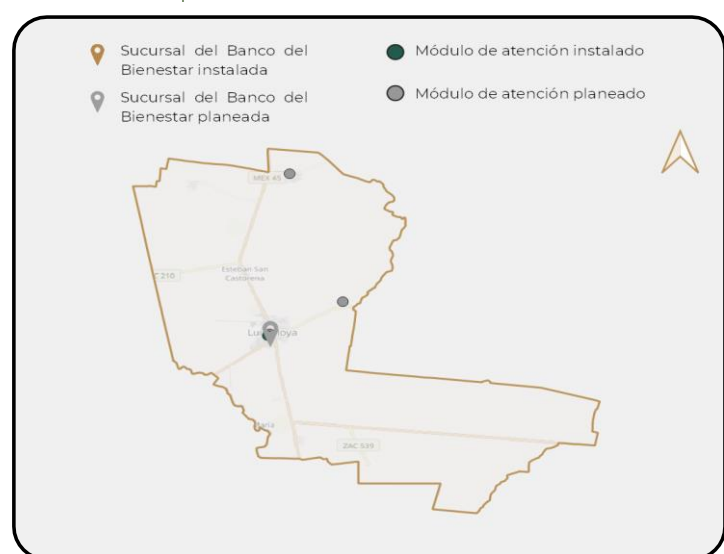 Sucursal del Banco del
Bienestar instalada
Módulo de atención instalado
Sucursal del Banco del
Bienestar planeada
Módulo de atención planeado
MEX 45
Esteban San
Castorena
ZAC 539